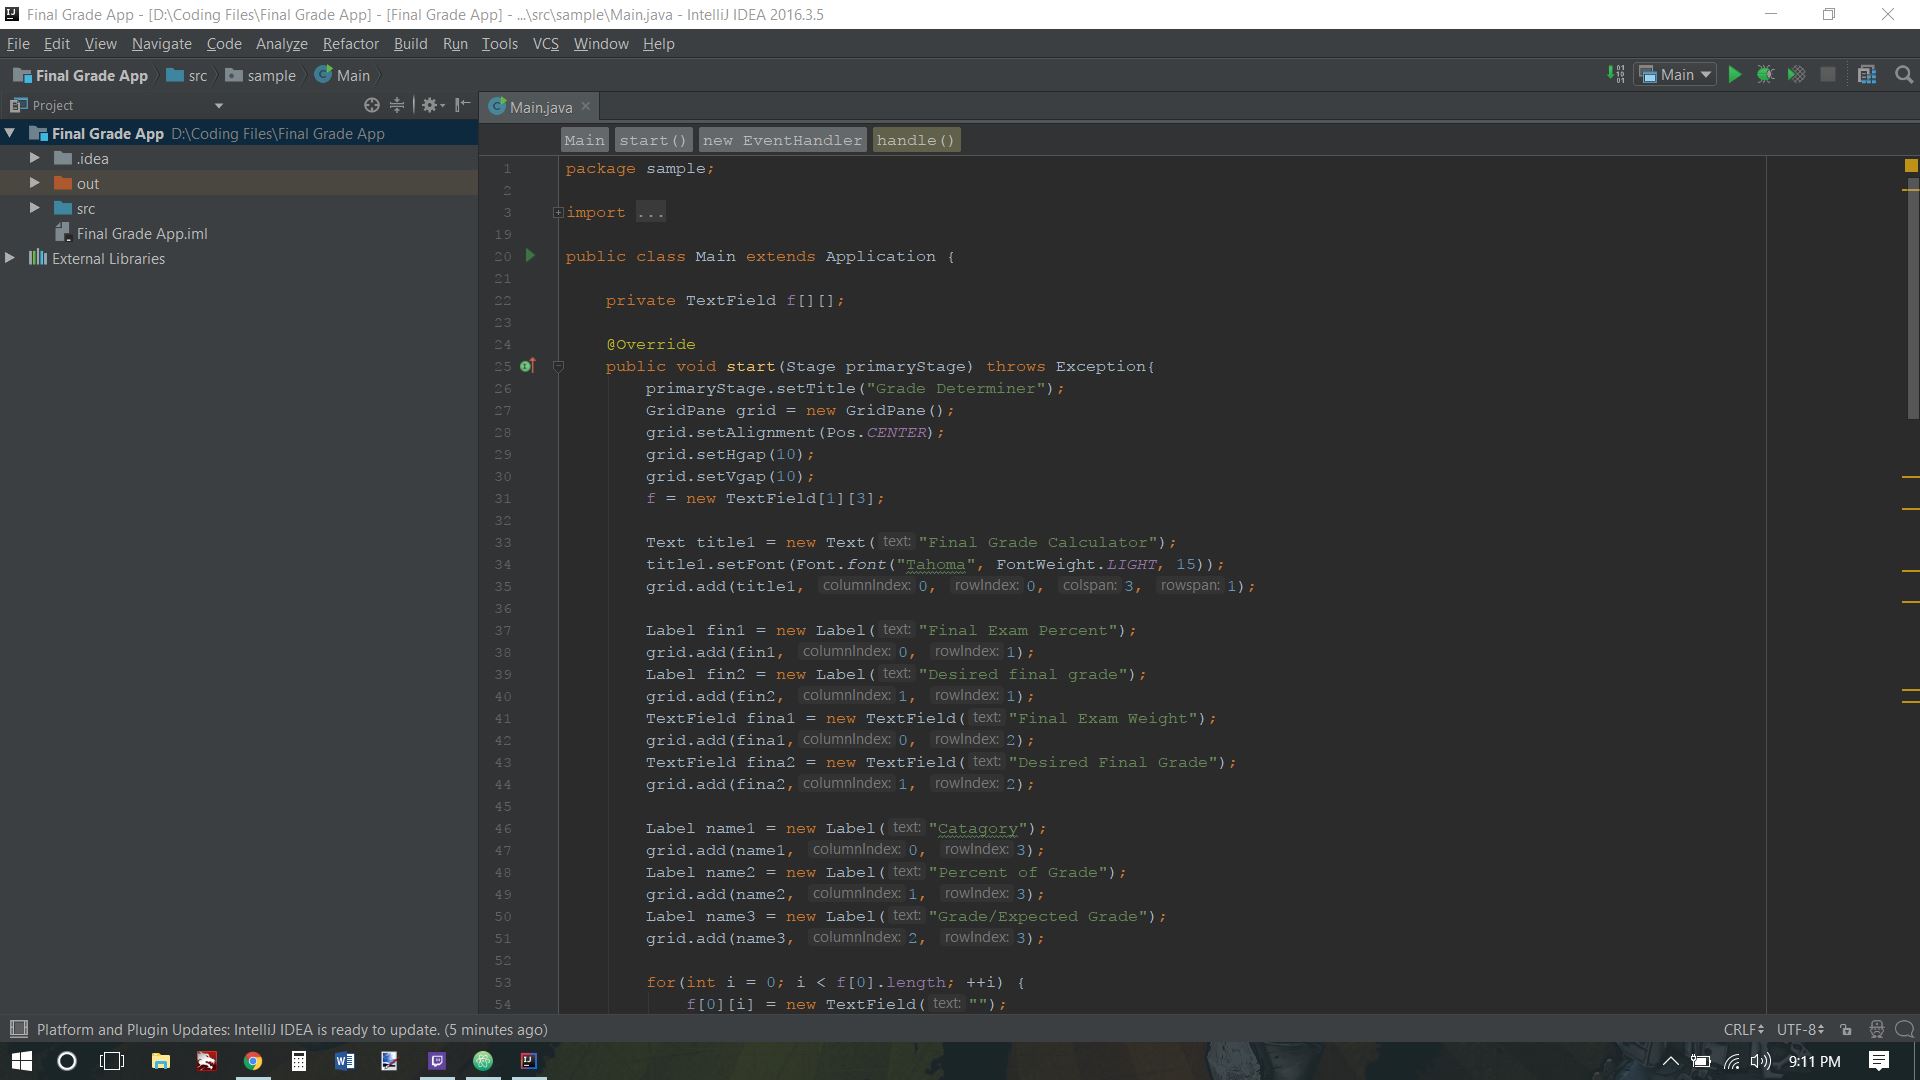 Final Grade App - [D:\Coding Files\Final Grade App] - [Final Grade App] - ...\src\sample\Main.java - IntelliJ IDEA 2016.3.5
File Edit View Navigate Code Analyze Refactor Build Run Tools VCS Window Help
Final Grade App src sample Main Main
Project
Main.java
Final Grade App D:\Coding Files\Final Grade App
.idea
out
src
Final Grade App.iml
External Libraries
Main start() new EventHandler handle()
1 package sample;
2
3 import ...
19
20 public class Main extends Application {
21
22 private TextField f[][];
23
24 @Override
25 public void start(Stage primaryStage) throws Exception{
26 primaryStage.setTitle("Grade Determiner");
27 GridPane grid = new GridPane();
28 grid.setAlignment(Pos.CENTER);
29 grid.setHgap(10);
30 grid.setVgap(10);
31 f = new TextField[1][3];
32
33 Text title1 = new Text( text: "Final Grade Calculator");
34 title1.setFont(Font.font("Tahoma", FontWeight.LIGHT, 15));
35 grid.add(title1, columnIndex: 0, rowIndex: 0, colspan: 3, rowspan: 1);
36
37 Label fin1 = new Label( text: "Final Exam Percent");
38 grid.add(fin1, columnIndex: 0, rowIndex: 1);
39 Label fin2 = new Label( text: "Desired final grade");
40 grid.add(fin2, columnIndex: 1, rowIndex: 1);
41 TextField fina1 = new TextField( text: "Final Exam Weight");
42 grid.add(fina1, columnIndex: 0, rowIndex: 2);
43 TextField fina2 = new TextField( text: "Desired Final Grade");
44 grid.add(fina2, columnIndex: 1, rowIndex: 2);
45
46 Label name1 = new Label( text: "Catagory");
47 grid.add(name1, columnIndex: 0, rowIndex: 3);
48 Label name2 = new Label( text: "Percent of Grade");
49 grid.add(name2, columnIndex: 1, rowIndex: 3);
50 Label name3 = new Label( text: "Grade/Expected Grade");
51 grid.add(name3, columnIndex: 2, rowIndex: 3);
52
53 for(int i = 0; i < f[0].length; ++i) {
54 f[0][i] = new TextField( text: "");
Platform and Plugin Updates: IntelliJ IDEA is ready to update. (5 minutes ago)
CRLF UTF-8
9:11 PM